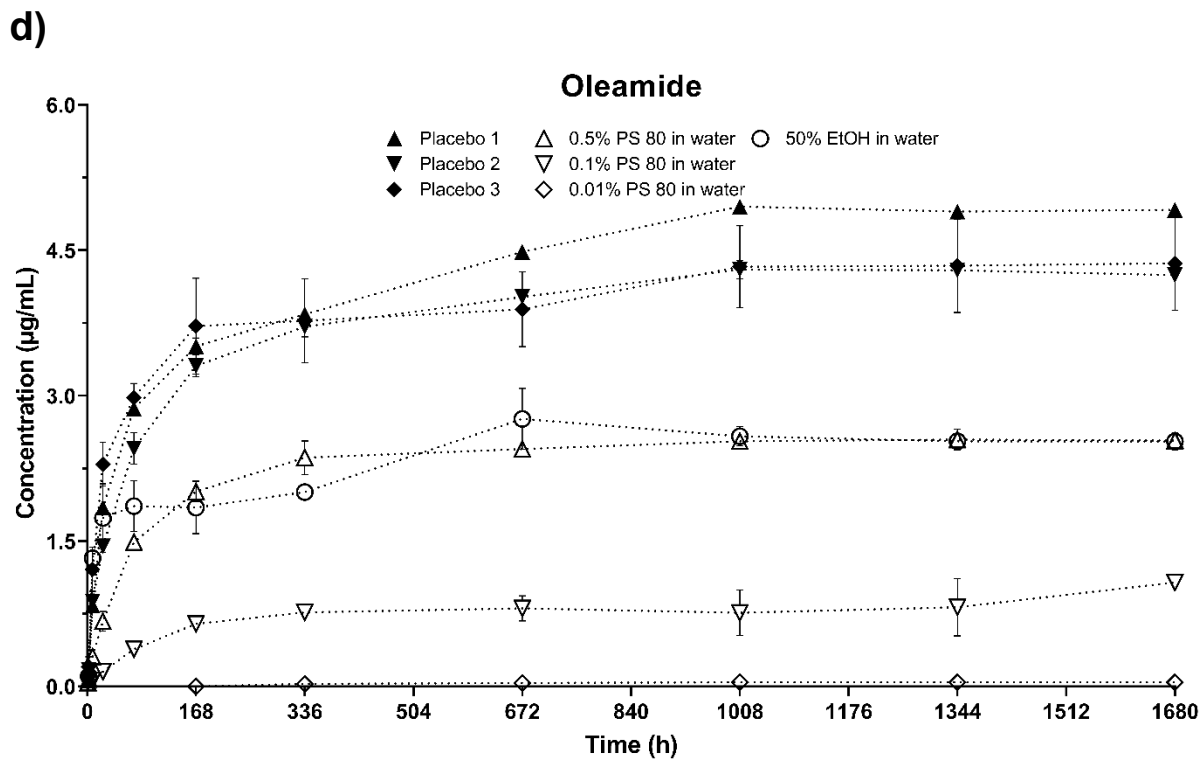 d)
Oleamide
6.0
4.5
3.0
1.5
0.0
Concentration (µg/mL)
Placebo 1
Placebo 2
Placebo 3
0.5% PS 80 in water
0.1% PS 80 in water
0.01% PS 80 in water
50% EtOH in water
0 168 336 504 672 840 1008 1176 1344 1512 1680
Time (h)